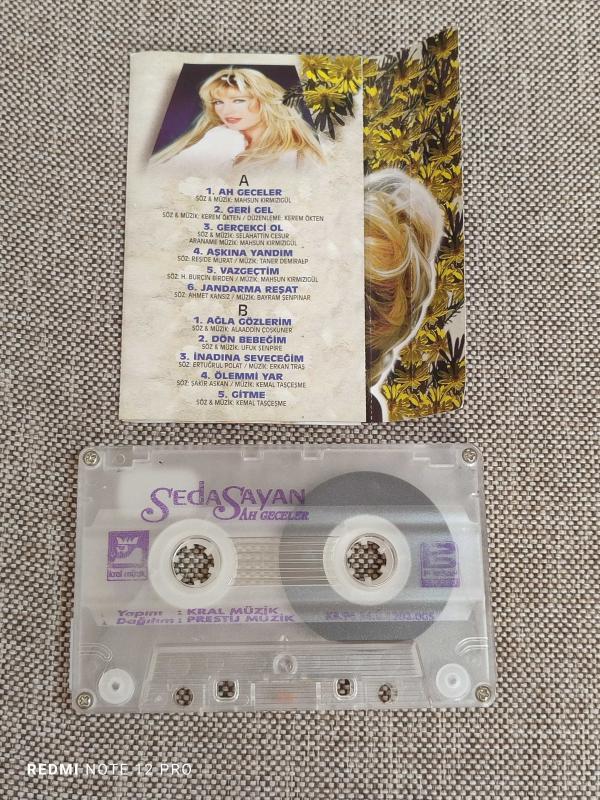 A
1. AH GECELER
SÖZ & MÜZİK: MAHSUN KIRMIZIGÜL
2. GERİ GEL
SÖZ & MÜZİK: KEREM ÖKTEN / DÜZENLEME: KEREM ÖKTEN
3. GERÇEKCİ OL
SÖZ & MÜZİK: SELAHATTİN CESUR
ARANAME MÜZİK: MAHSUN KIRMIZIGÜL
4. AŞKINA YANDIM
SÖZ: REŞİDE MURAT / MÜZİK: TANER DEMİRALP
5. VAZGEÇTİM
SÖZ: H. BURÇİN BİRDEN / MÜZİK: MAHSUN KIRMIZIGÜL
6. JANDARMA REŞAT
SÖZ: AHMET KANSIZ / MÜZİK: BAYRAM ŞENPINAR
B
1. AĞLA GÖZLERİM
SÖZ & MÜZİK: ALAADDİN COŞKUNER
2. DÖN BEBEĞİM
SÖZ & MÜZİK: UFUK ŞENPİRE
3. İNADINA SEVECEĞİM
SÖZ: ERTUĞRUL POLAT / MÜZİK: ERKAN TRAŞ
4. ÖLEMMİ YAR
SÖZ: ŞAKİR ASKAN / MÜZİK: KEMAL TAŞÇEŞME
5. GİTME
SÖZ & MÜZİK: KEMAL TAŞÇEŞME
SEDA SAYAN
AH GECELER
kral müzik
B
Yapım : KRAL MÜZİK
Dağıtım : PRESTİJ MÜZİK
REDMI NOTE 12 PRO